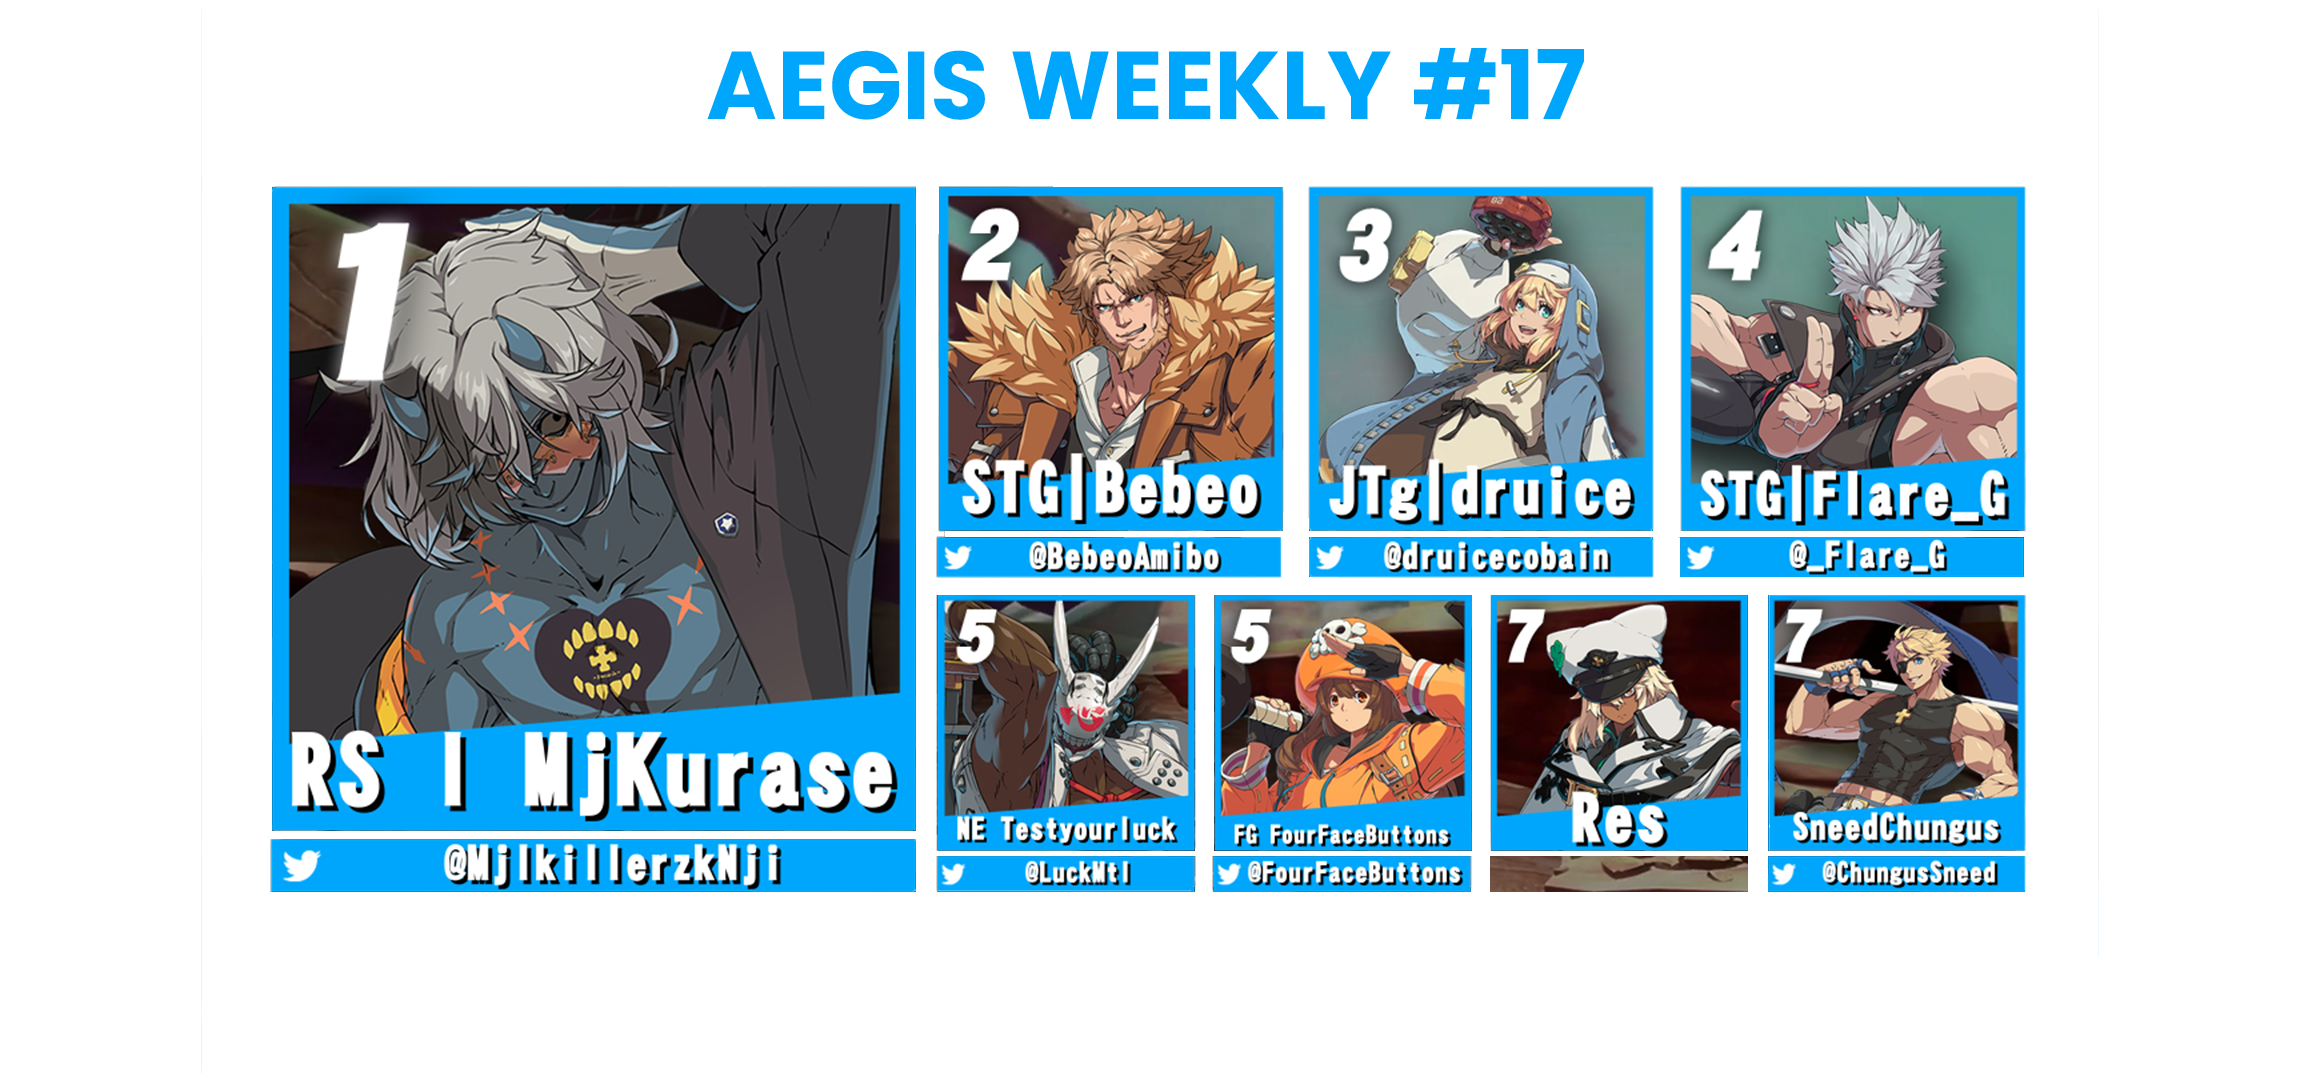 AEGIS WEEKLY #17
1
RS | MjKurase
@MjlkillerzkNji
2
STG|Bebeo
@BebeoAmibo
3
JTg|druice
@druicecobain
4
STG|Flare_G
@_Flare_G
5
NE Testyourluck
@LuckMtl
5
FG FourFaceButtons
@FourFaceButtons
7
Res
7
SneedChungus
@ChungusSneed